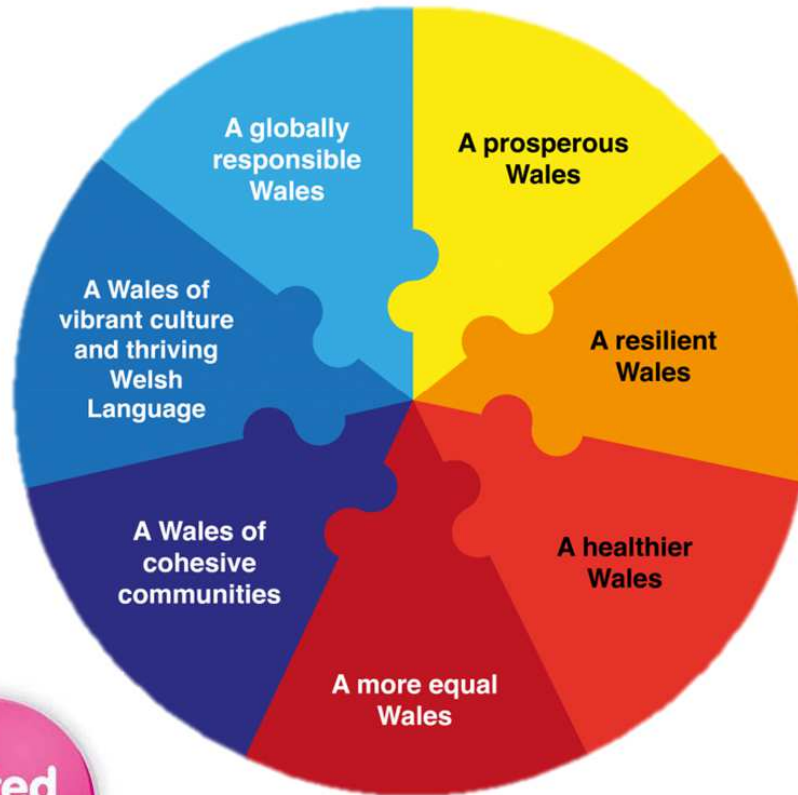 A globally
responsible
Wales
A prosperous
Wales
A resilient
Wales
A healthier
Wales
A more equal
Wales
A Wales of
cohesive
communities
A Wales of
vibrant culture
and thriving
Welsh
Language